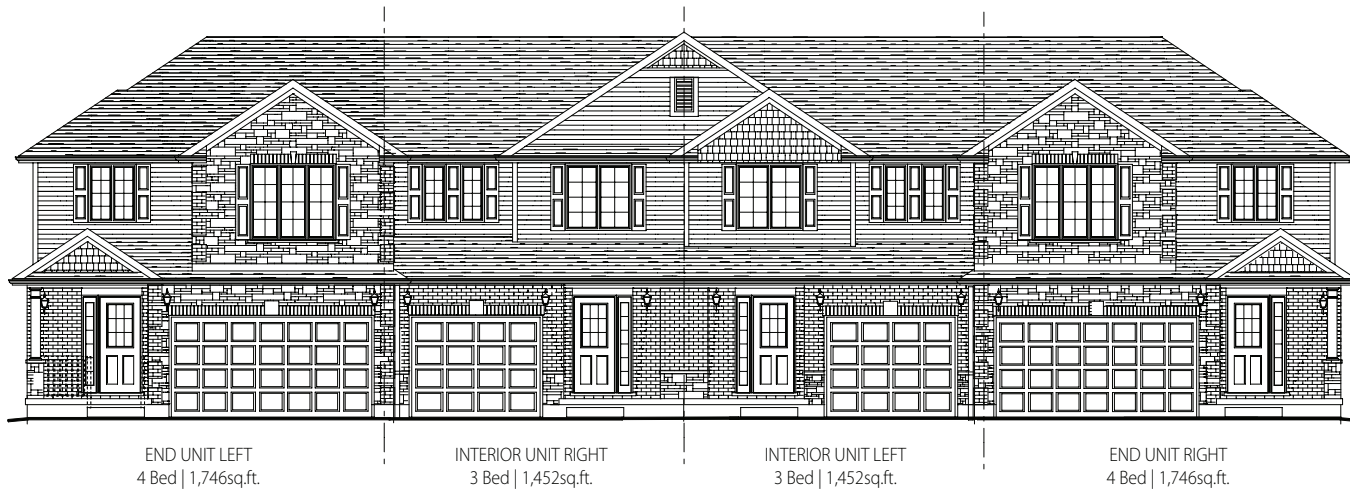 END UNIT LEFT
4 Bed | 1,746sq.ft.
INTERIOR UNIT RIGHT
3 Bed | 1,452sq.ft.
INTERIOR UNIT LEFT
3 Bed | 1,452sq.ft.
END UNIT RIGHT
4 Bed | 1,746sq.ft.